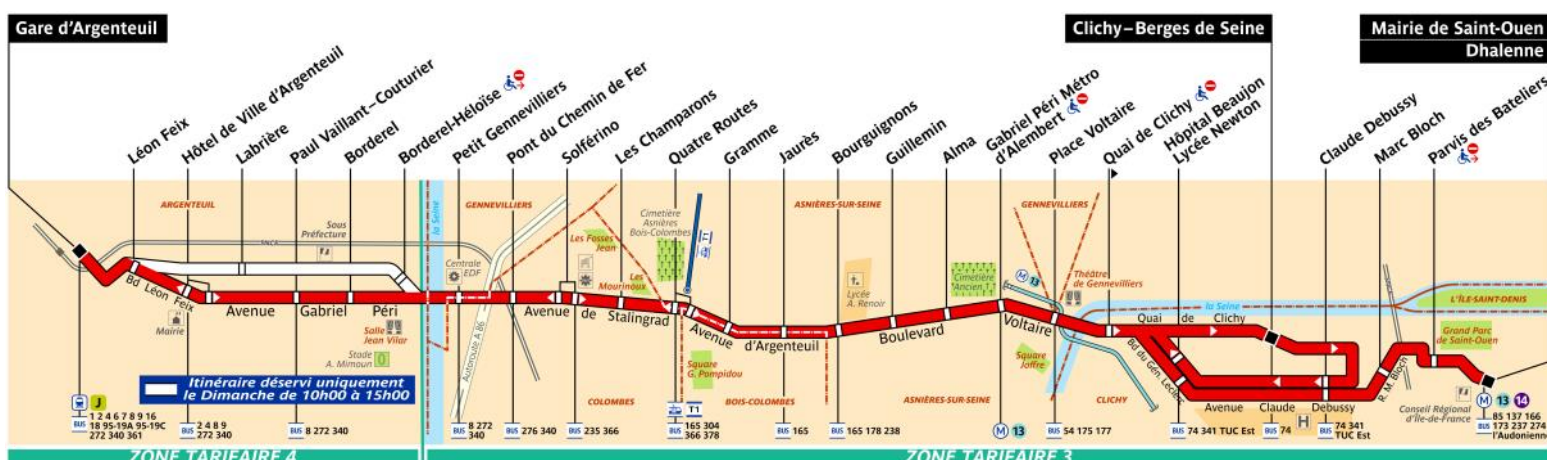 Gare d'Argenteuil
Clichy–Berges de Seine
Mairie de Saint-Ouen
Dhalenne
Léon Feix
Hôtel de Ville d'Argenteuil
Labrière
Paul Vaillant–Couturier
Borderel
Borderel-Héloïse
Petit Gennevilliers
Pont du Chemin de Fer
Solférino
Les Champarons
Quatre Routes
Gramme
Jaurès
Bourguignons
Guillemin
Alma
Gabriel Péri Métro
d'Alembert
Place Voltaire
Quai de Clichy
Hôpital Beaujon
Lycée Newton
Claude Debussy
Marc Bloch
Parvis des Bateliers
ARGENTEUIL
la Seine
GENNEVILLIERS
ASNIÈRES-SUR-SEINE
GENNEVILLIERS
Sous
Préfecture
SNCF
Centrale
EDF
Les Fosses
Jean
Cimetière
Asnières
Bois-Colombes
T1
Les
Mourinoux
Lycée
A. Renoir
Cimetière
Ancien
M 13
Théâtre
de Gennevilliers
la Seine
L'ÎLE-SAINT-DENIS
Grand Parc
de Saint-Ouen
Bd Léon Feix
Avenue Gabriel Péri
Avenue de Stalingrad
Avenue d'Argenteuil
Boulevard Voltaire
Quai de Clichy
Bd du Gén. Leclerc
Avenue Claude Debussy
R. M. Bloch
Mairie
Salle
Jean Vilar
Stade
A. Mimoun
Autoroute A 86
Square
G. Pompidou
Square
Joffre
Conseil Régional
d'Île-de-France
COLOMBES
BOIS-COLOMBES
ASNIÈRES-SUR-SEINE
CLICHY
H
Itinéraire déservi uniquement
le Dimanche de 10h00 à 15h00
J
BUS 1 2 4 6 7 8 9 16
18 95-19A 95-19C
272 340 361
BUS 2 4 8 9
272 340
BUS 8 272 340
BUS 8 272
340
BUS 276 340
BUS 235 366
T1
BUS 165 304
366 378
BUS 165
BUS 165 178 238
M 13
BUS 54 175 177
BUS 74 341 TUC Est
BUS 74
BUS 74 341
TUC Est
M 13 14
BUS 85 137 166
173 237 274
l'Audonienne
ZONE TARIFAIRE 4
ZONE TARIFAIRE 3